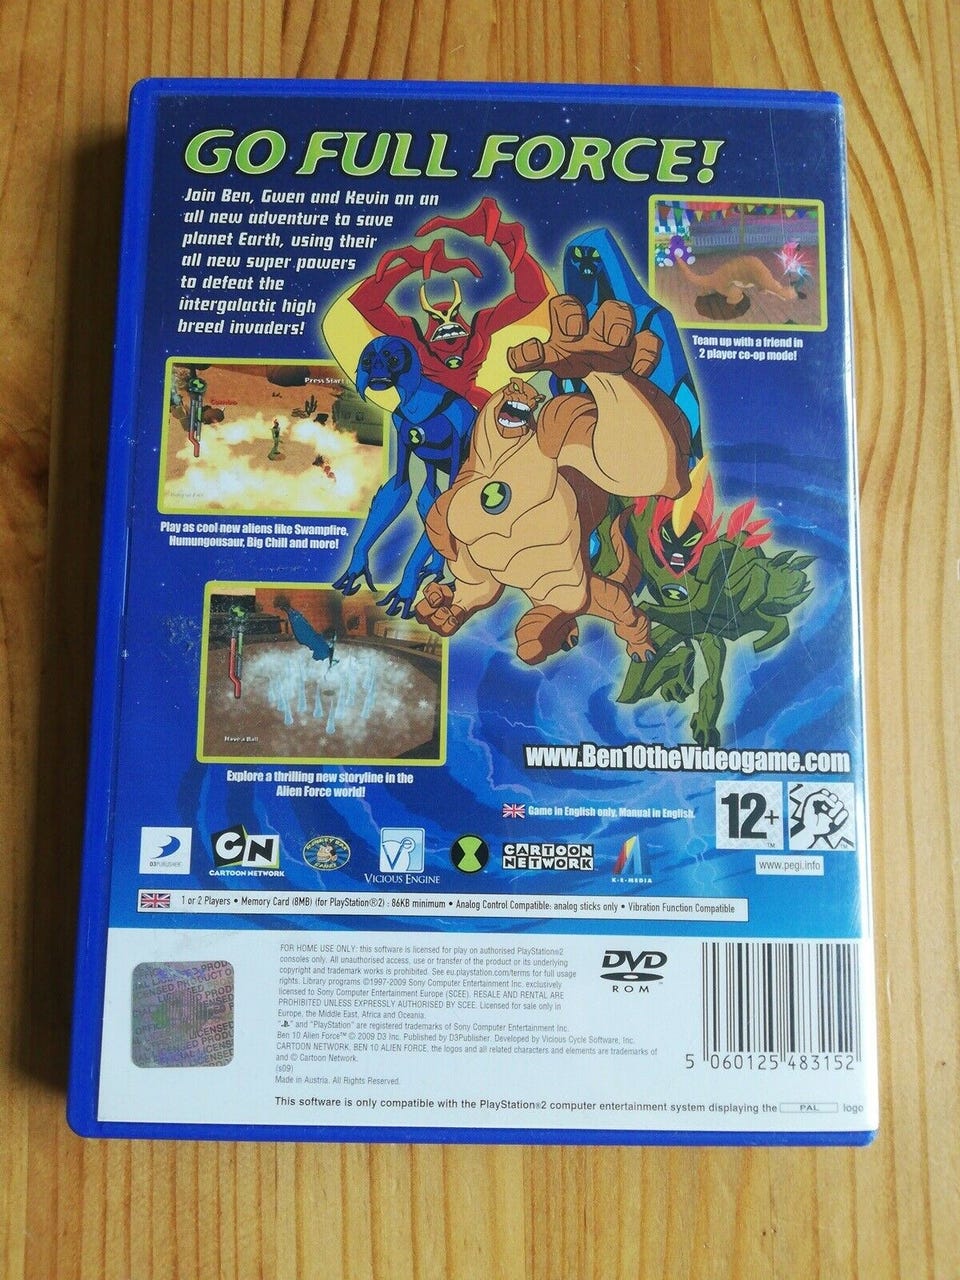 GO FULL FORCE!
Join Ben, Gwen and Kevin on an
all new adventure to save
planet Earth, using their
all new super powers
to defeat the
intergalactic high
breed invaders!
Team up with a friend in
2 player co-op mode!
Press Start
Combo
Play as cool new aliens like Swampfire,
Humungousaur, Big Chill and more!
Have a Ball
Explore a thrilling new storyline in the
Alien Force world!
www.Ben10theVideogame.com
Game in English only, Manual in English.
12+
TM
www.pegi.info
D3PUBLISHER
CN
CARTOON NETWORK
MONKEY BAR
GAMES
V
VICIOUS ENGINE
CARTOON
NETWORK
K·E·MEDIA
1 or 2 Players • Memory Card (8MB) (for PlayStation®2) : 86KB minimum • Analog Control Compatible: analog sticks only • Vibration Function Compatible
FOR HOME USE ONLY: this software is licensed for play on authorised PlayStation®2
consoles only. All unauthorised access, use or transfer of the product or its underlying
copyright and trademark works is prohibited. See eu.playstation.com/terms for full usage
rights. Library programs ©1997-2009 Sony Computer Entertainment Inc. exclusively
licensed to Sony Computer Entertainment Europe (SCEE). RESALE AND RENTAL ARE
PROHIBITED UNLESS EXPRESSLY AUTHORISED BY SCEE. Licensed for sale only in
Europe, the Middle East, Africa and Oceania.
" " and "PlayStation" are registered trademarks of Sony Computer Entertainment Inc.
Ben 10 Alien Force™ © 2009 D3 Inc. Published by D3Publisher. Developed by Vicious Cycle Software, Inc.
CARTOON NETWORK, BEN 10 ALIEN FORCE, the logos and all related characters and elements are trademarks of
and © Cartoon Network.
(s09)
Made in Austria. All Rights Reserved.
This software is only compatible with the PlayStation®2 computer entertainment system displaying the PAL logo
DVD
ROM
5 060125 483152